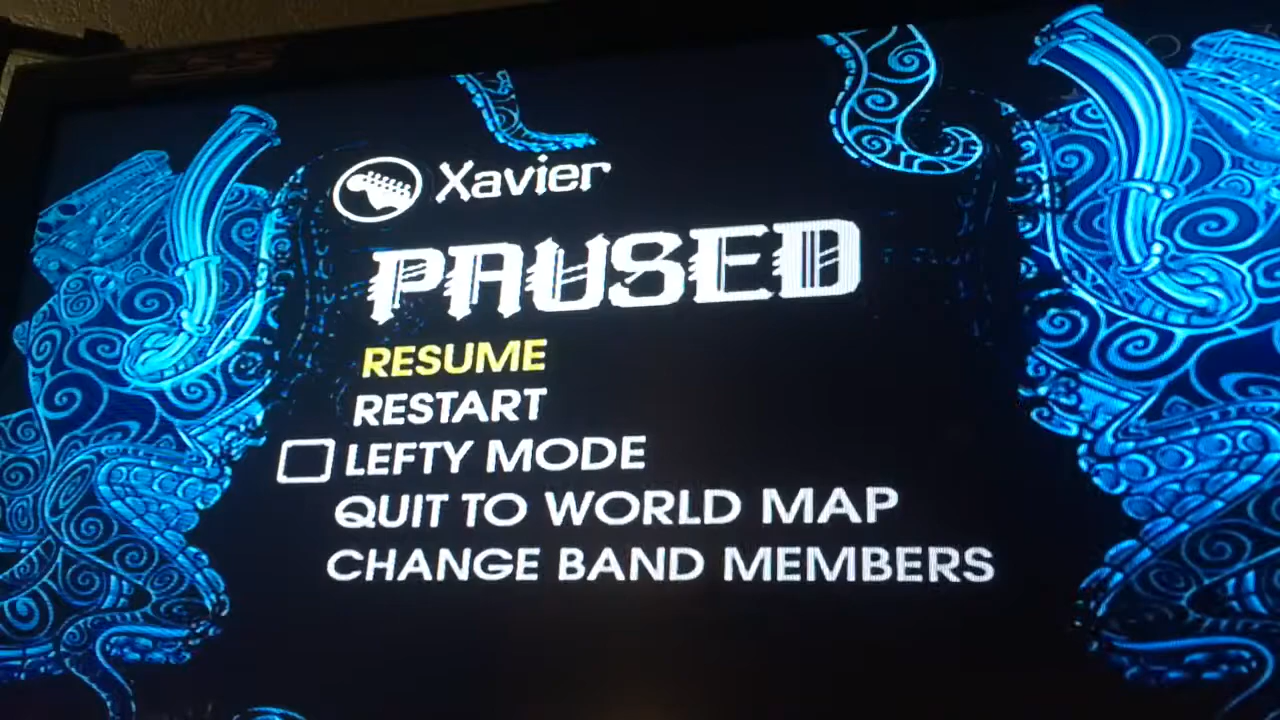 Xavier
PAUSED
RESUME
RESTART
LEFTY MODE
QUIT TO WORLD MAP
CHANGE BAND MEMBERS